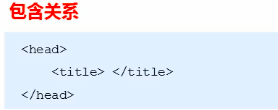 包含关系
<head>
    <title> </title>
</head>